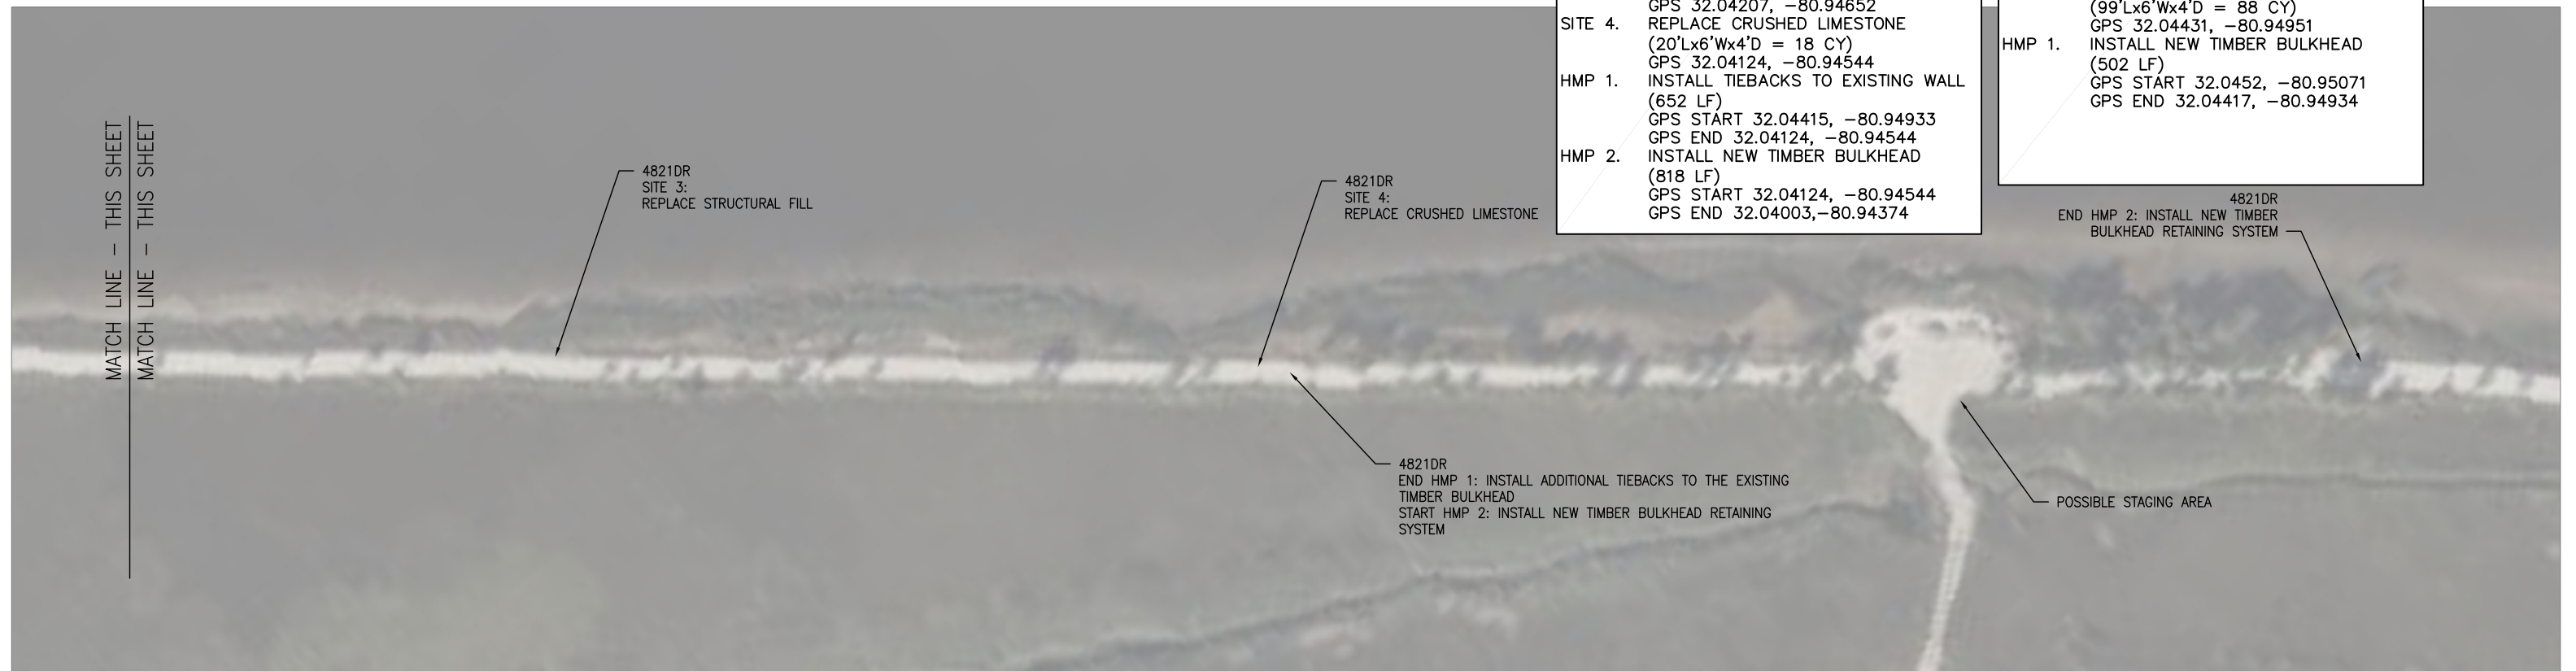 GPS 32.04207, −80.94652
SITE 4. REPLACE CRUSHED LIMESTONE
(20'Lx6'Wx4'D = 18 CY)
GPS 32.04124, −80.94544
HMP 1. INSTALL TIEBACKS TO EXISTING WALL
(652 LF)
GPS START 32.04415, −80.94933
GPS END 32.04124, −80.94544
HMP 2. INSTALL NEW TIMBER BULKHEAD
(818 LF)
GPS START 32.04124, −80.94544
GPS END 32.04003,−80.94374
(99'Lx6'Wx4'D = 88 CY)
GPS 32.04431, −80.94951
HMP 1. INSTALL NEW TIMBER BULKHEAD
(502 LF)
GPS START 32.0452, −80.95071
GPS END 32.04417, −80.94934
MATCH LINE − THIS SHEET
MATCH LINE − THIS SHEET
4821DR
SITE 3:
REPLACE STRUCTURAL FILL
4821DR
SITE 4:
REPLACE CRUSHED LIMESTONE
4821DR
END HMP 2: INSTALL NEW TIMBER
BULKHEAD RETAINING SYSTEM
4821DR
END HMP 1: INSTALL ADDITIONAL TIEBACKS TO THE EXISTING
TIMBER BULKHEAD
START HMP 2: INSTALL NEW TIMBER BULKHEAD RETAINING
SYSTEM
POSSIBLE STAGING AREA